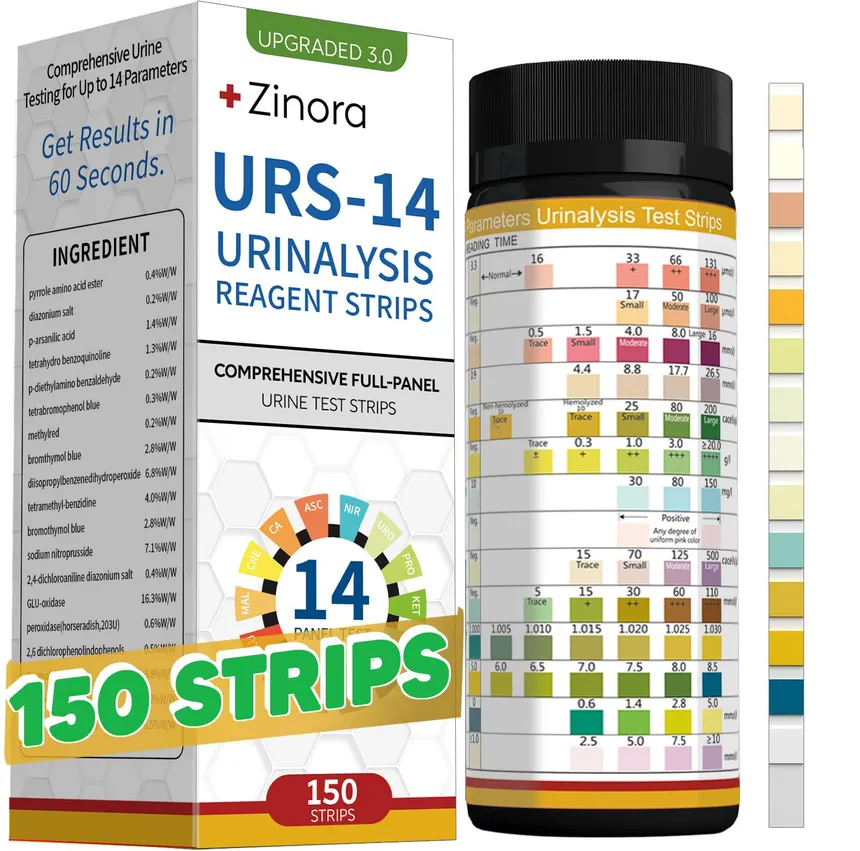 Comprehensive Urine
Testing for Up to 14 Parameters
Get Results in
60 Seconds.
INGREDIENT
pyrrole amino acid ester 0.4%W/W
diazonium salt 0.2%W/W
p-arsanilic acid 1.4%W/W
tetrahydro benzoquinoline 1.3%W/W
p-diethylamino benzaldehyde 0.2%W/W
tetrabromophenol blue 0.3%W/W
methylred 0.2%W/W
bromthymol blue 2.8%W/W
diisopropylbenzenedihydroperoxide 6.8%W/W
tetramethyl-benzidine 4.0%W/W
bromothymol blue 2.8%W/W
sodium nitroprusside 7.1%W/W
2,4-dichloroaniline diazonium salt 0.4%W/W
GLU-oxidase 16.3%W/W
peroxidase(horseradish,203U) 0.6%W/W
2,6 dichlorophenolindophenols 0.5%W/W
UPGRADED 3.0
Zinora
URS-14
URINALYSIS
REAGENT STRIPS
COMPREHENSIVE FULL-PANEL
URINE TEST STRIPS
MAL CRE CA ASC NIR URO PRO KET
14
PANEL TEST
150 STRIPS
150
STRIPS
Parameters Urinalysis Test Strips
READING TIME
3.3 Normal 16 33 66 131 µmol/l
+ ++ +++
Neg. 17 50 100 µmol/l
Small Moderate Large
Neg. 0.5 1.5 4.0 8.0 Large 16 mmol/l
Trace Small Moderate
0.9 4.4 8.8 17.7 26.5 mmol/l
Neg. Non-hemolyzed 10 Trace Hemolyzed 10 Trace 25 80 200
Small Moderate Large
Neg. Trace 0.3 1.0 3.0 ≥20.0 g/l
± + ++ +++ ++++
10 30 80 150 mg/l
Neg. Positive
Any degree of
uniform pink color
Neg. 15 70 125 500
Trace Small Moderate Large
Neg. 5 15 30 60 110 mmol/l
Trace + ++ +++ ++++
1.000 1.005 1.010 1.015 1.020 1.025 1.030
5.0 6.0 6.5 7.0 7.5 8.0 8.5
0 0.6 1.4 2.8 5.0 mmol/l
≤1.0 2.5 5.0 7.5 ≥10 mmol/l